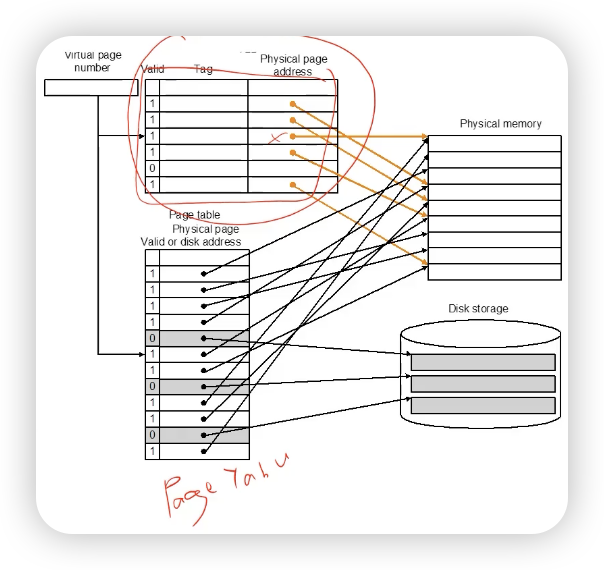 Virtual page
number
Valid
Tag
Physical page
address
1
1
1
1
0
1
Physical memory
Page table
Physical page
Valid or disk address
1
1
1
1
0
1
1
0
1
1
0
1
Disk storage
Page